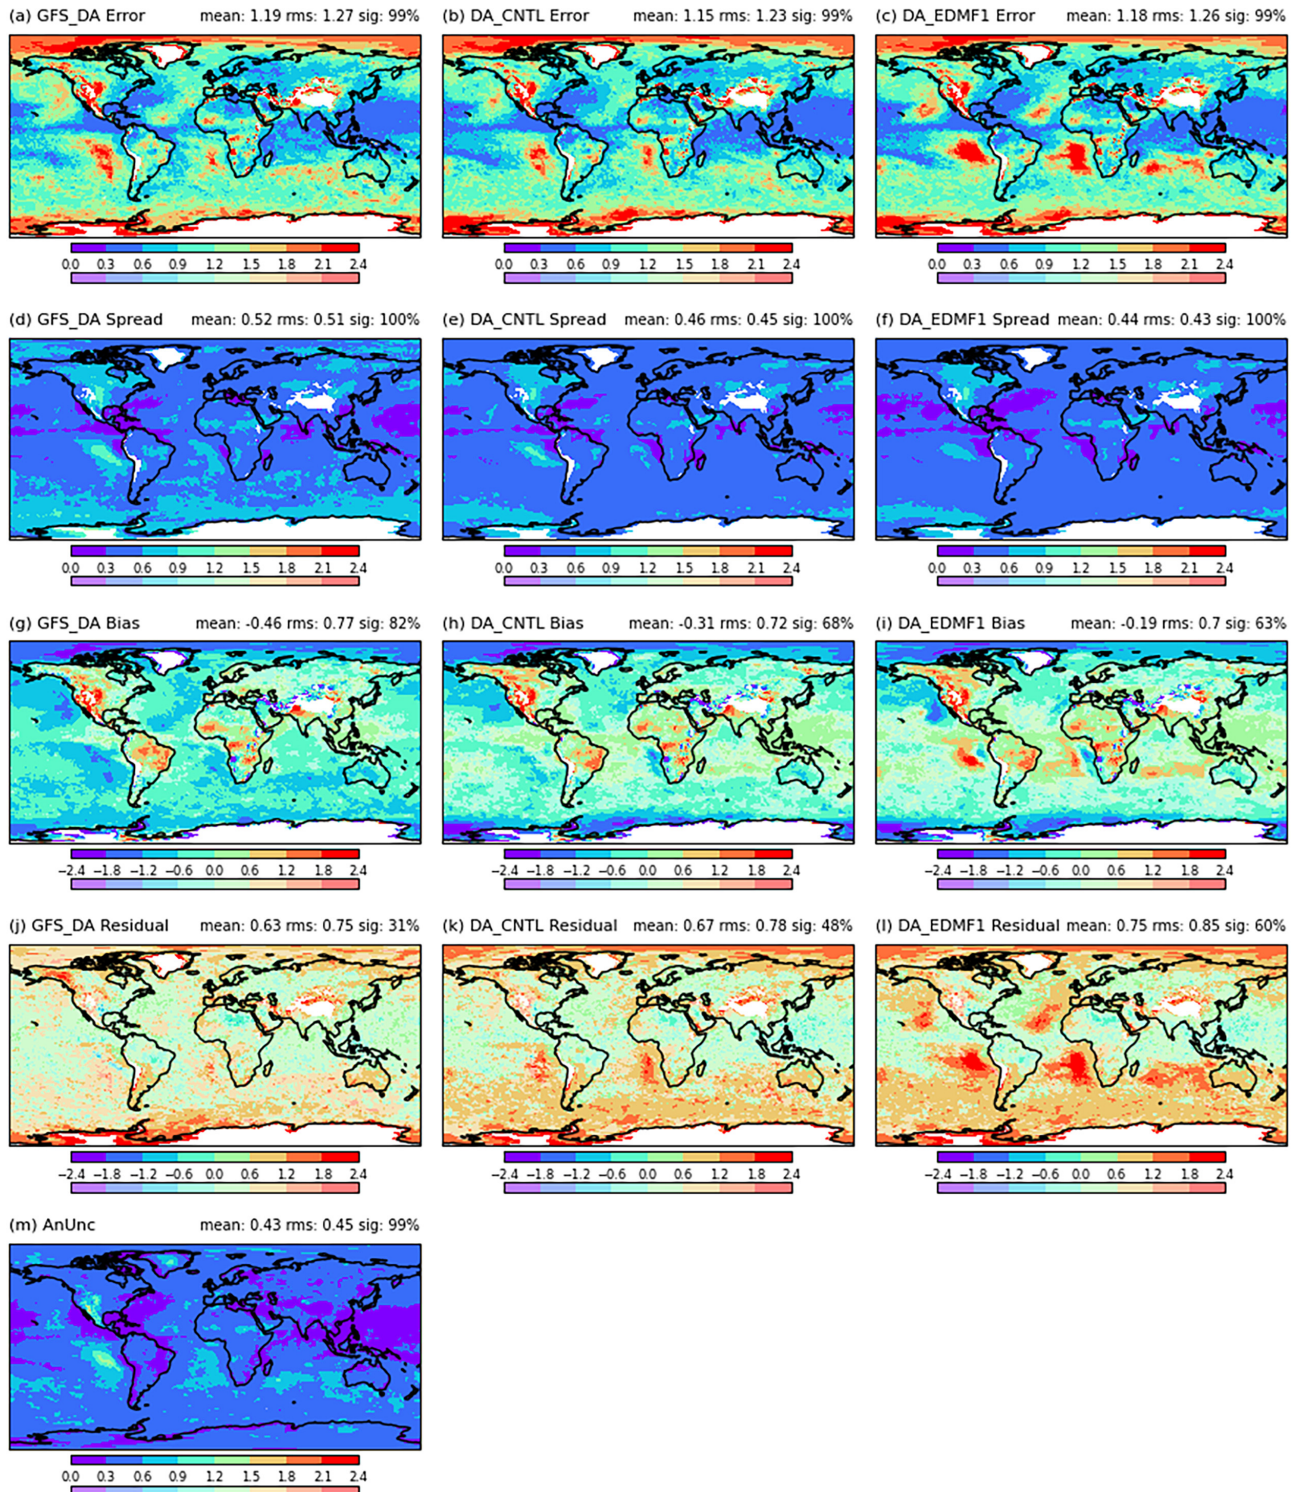 (a) GFS_DA Error mean: 1.19 rms: 1.27 sig: 99%
(b) DA_CNTL Error mean: 1.15 rms: 1.23 sig: 99%
(c) DA_EDMF1 Error mean: 1.18 rms: 1.26 sig: 99%
0.0 0.3 0.6 0.9 1.2 1.5 1.8 2.1 2.4
0.0 0.3 0.6 0.9 1.2 1.5 1.8 2.1 2.4
0.0 0.3 0.6 0.9 1.2 1.5 1.8 2.1 2.4
(d) GFS_DA Spread mean: 0.52 rms: 0.51 sig: 100%
(e) DA_CNTL Spread mean: 0.46 rms: 0.45 sig: 100%
(f) DA_EDMF1 Spread mean: 0.44 rms: 0.43 sig: 100%
0.0 0.3 0.6 0.9 1.2 1.5 1.8 2.1 2.4
0.0 0.3 0.6 0.9 1.2 1.5 1.8 2.1 2.4
0.0 0.3 0.6 0.9 1.2 1.5 1.8 2.1 2.4
(g) GFS_DA Bias mean: -0.46 rms: 0.77 sig: 82%
(h) DA_CNTL Bias mean: -0.31 rms: 0.72 sig: 68%
(i) DA_EDMF1 Bias mean: -0.19 rms: 0.7 sig: 63%
−2.4 −1.8 −1.2 −0.6 0.0 0.6 1.2 1.8 2.4
−2.4 −1.8 −1.2 −0.6 0.0 0.6 1.2 1.8 2.4
−2.4 −1.8 −1.2 −0.6 0.0 0.6 1.2 1.8 2.4
(j) GFS_DA Residual mean: 0.63 rms: 0.75 sig: 31%
(k) DA_CNTL Residual mean: 0.67 rms: 0.78 sig: 48%
(l) DA_EDMF1 Residual mean: 0.75 rms: 0.85 sig: 60%
−2.4 −1.8 −1.2 −0.6 0.0 0.6 1.2 1.8 2.4
−2.4 −1.8 −1.2 −0.6 0.0 0.6 1.2 1.8 2.4
−2.4 −1.8 −1.2 −0.6 0.0 0.6 1.2 1.8 2.4
(m) AnUnc mean: 0.43 rms: 0.45 sig: 99%
0.0 0.3 0.6 0.9 1.2 1.5 1.8 2.1 2.4